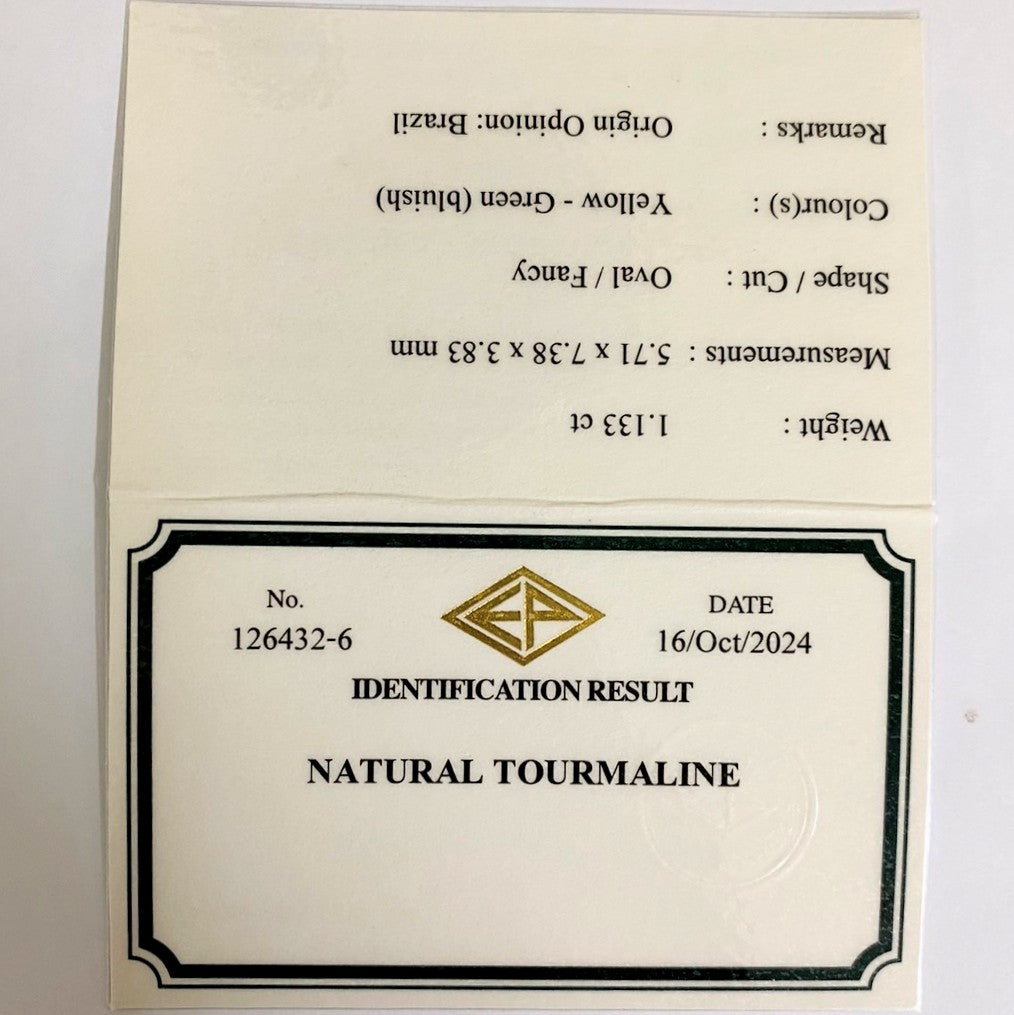 Weight : 1.133 ct
Measurements : 5.71 x 7.38 x 3.83 mm
Shape / Cut : Oval / Fancy
Colour(s) : Yellow - Green (bluish)
Remarks : Origin Opinion: Brazil
No.
126432-6
DATE
16/Oct/2024
IDENTIFICATION RESULT
NATURAL TOURMALINE